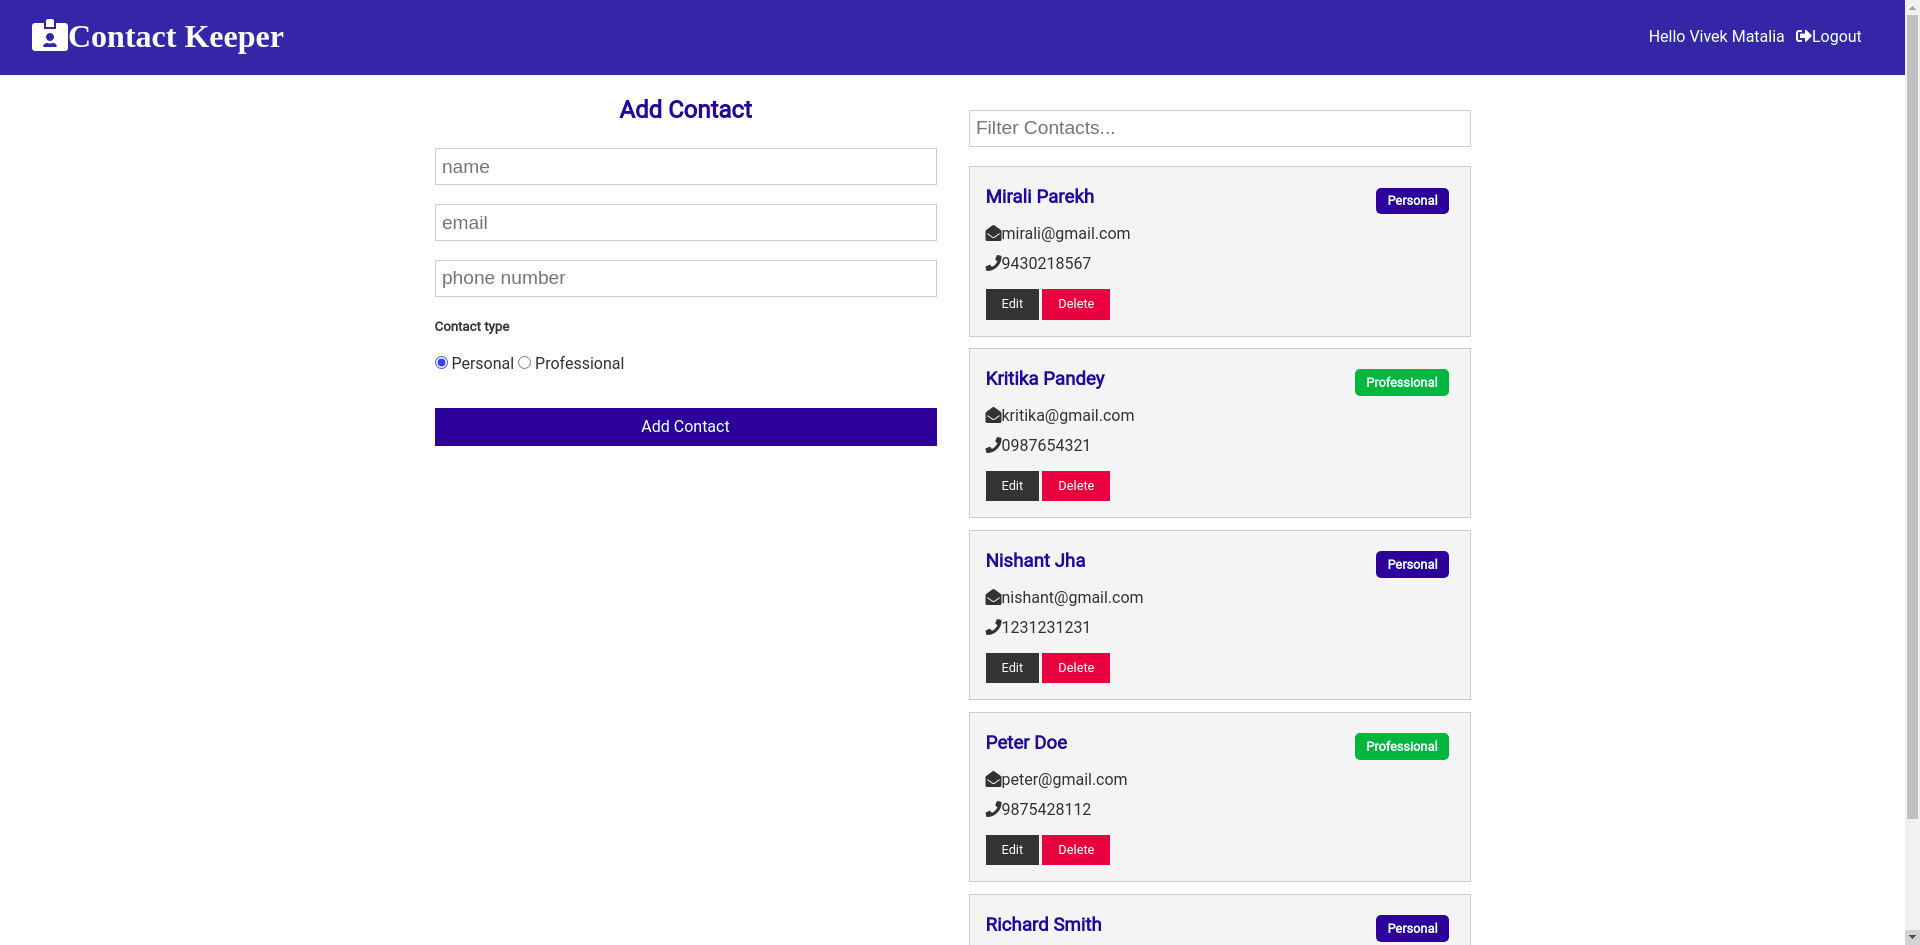 Contact Keeper
Hello Vivek Matalia Logout
Add Contact
name
email
phone number
Contact type
Personal Professional
Add Contact
Filter Contacts...
Mirali Parekh
Personal
mirali@gmail.com
9430218567
Edit Delete
Kritika Pandey
Professional
kritika@gmail.com
0987654321
Edit Delete
Nishant Jha
Personal
nishant@gmail.com
1231231231
Edit Delete
Peter Doe
Professional
peter@gmail.com
9875428112
Edit Delete
Richard Smith
Personal